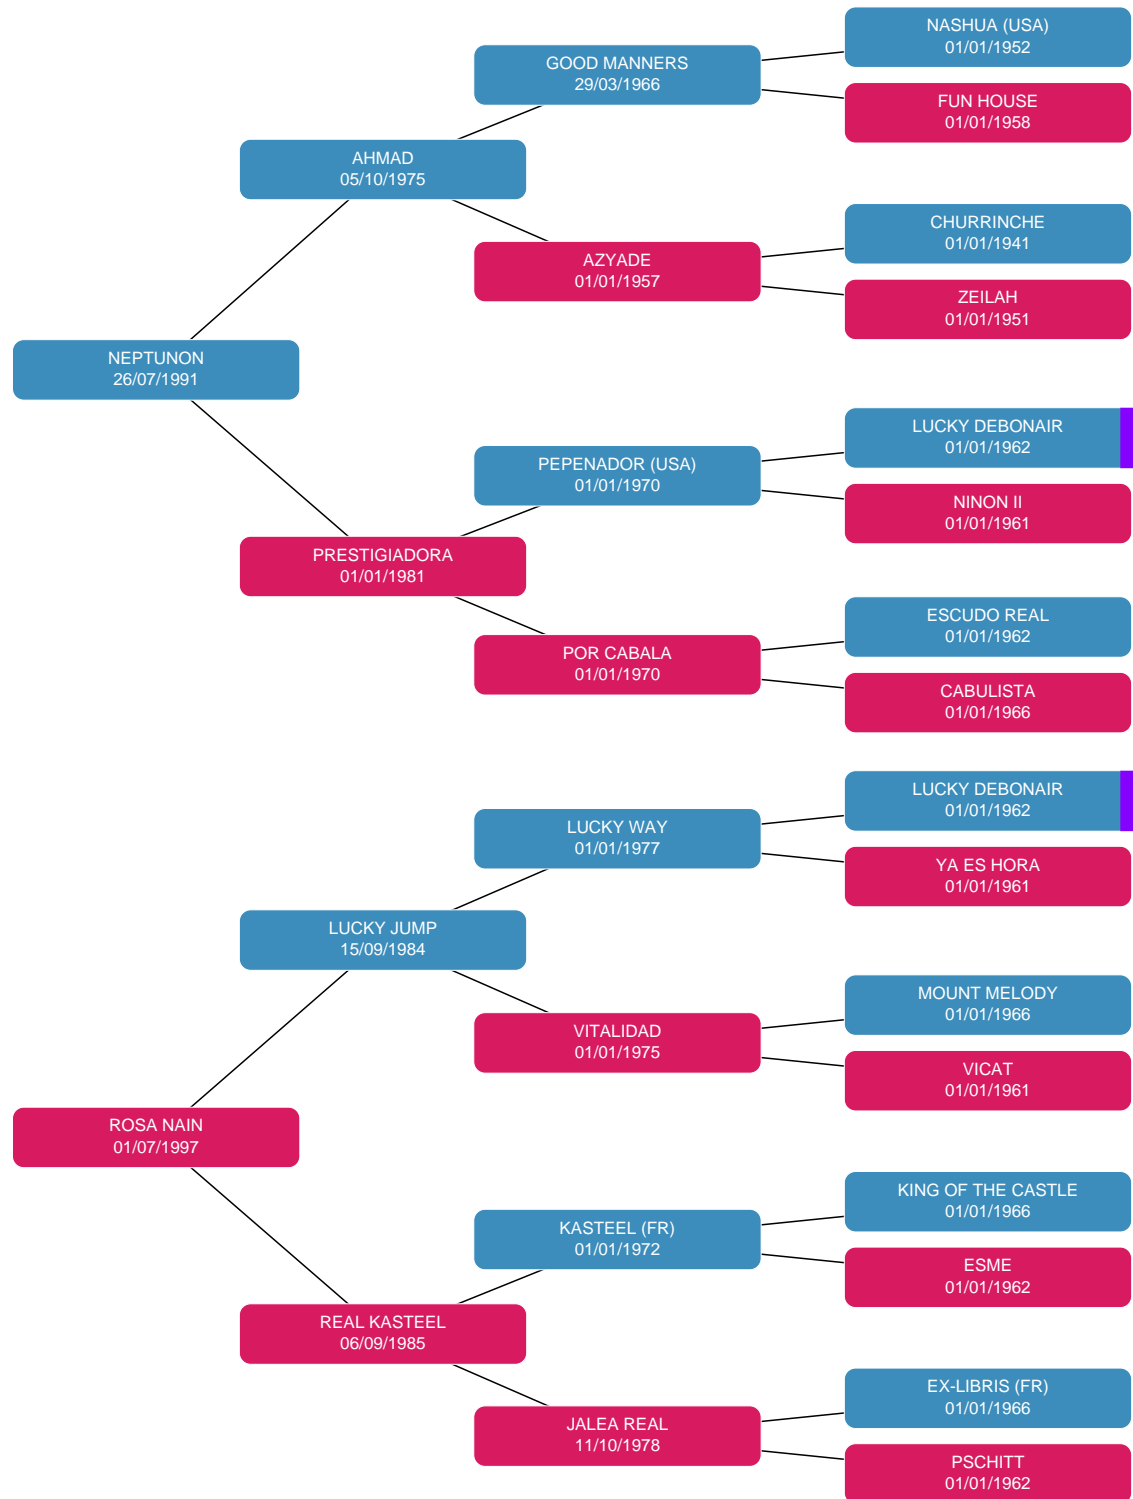 NASHUA (USA)
01/01/1952
GOOD MANNERS
29/03/1966
FUN HOUSE
01/01/1958
AHMAD
05/10/1975
CHURRINCHE
01/01/1941
AZYADE
01/01/1957
ZEILAH
01/01/1951
NEPTUNON
26/07/1991
LUCKY DEBONAIR
01/01/1962
PEPENADOR (USA)
01/01/1970
NINON II
01/01/1961
PRESTIGIADORA
01/01/1981
ESCUDO REAL
01/01/1962
POR CABALA
01/01/1970
CABULISTA
01/01/1966
LUCKY DEBONAIR
01/01/1962
LUCKY WAY
01/01/1977
YA ES HORA
01/01/1961
LUCKY JUMP
15/09/1984
MOUNT MELODY
01/01/1966
VITALIDAD
01/01/1975
VICAT
01/01/1961
ROSA NAIN
01/07/1997
KING OF THE CASTLE
01/01/1966
KASTEEL (FR)
01/01/1972
ESME
01/01/1962
REAL KASTEEL
06/09/1985
EX-LIBRIS (FR)
01/01/1966
JALEA REAL
11/10/1978
PSCHITT
01/01/1962